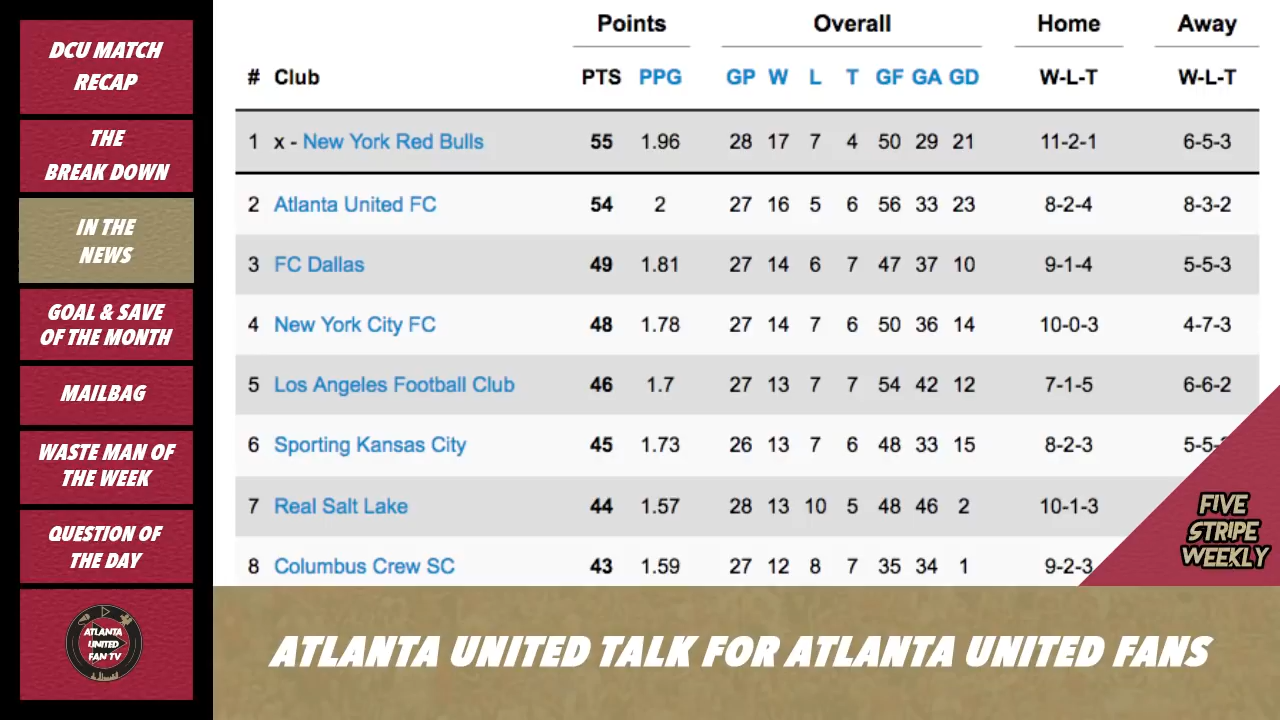 DCU MATCH
RECAP
THE
BREAK DOWN
IN THE
NEWS
GOAL & SAVE
OF THE MONTH
MAILBAG
WASTE MAN OF
THE WEEK
QUESTION OF
THE DAY
ATLANTA
UNITED
FAN TV
Points Overall Home Away
# Club PTS PPG GP W L T GF GA GD W-L-T W-L-T
1 x - New York Red Bulls 55 1.96 28 17 7 4 50 29 21 11-2-1 6-5-3
2 Atlanta United FC 54 2 27 16 5 6 56 33 23 8-2-4 8-3-2
3 FC Dallas 49 1.81 27 14 6 7 47 37 10 9-1-4 5-5-3
4 New York City FC 48 1.78 27 14 7 6 50 36 14 10-0-3 4-7-3
5 Los Angeles Football Club 46 1.7 27 13 7 7 54 42 12 7-1-5 6-6-2
6 Sporting Kansas City 45 1.73 26 13 7 6 48 33 15 8-2-3 5-5-
7 Real Salt Lake 44 1.57 28 13 10 5 48 46 2 10-1-3
8 Columbus Crew SC 43 1.59 27 12 8 7 35 34 1 9-2-3
FIVE
STRIPE
WEEKLY
ATLANTA UNITED TALK FOR ATLANTA UNITED FANS